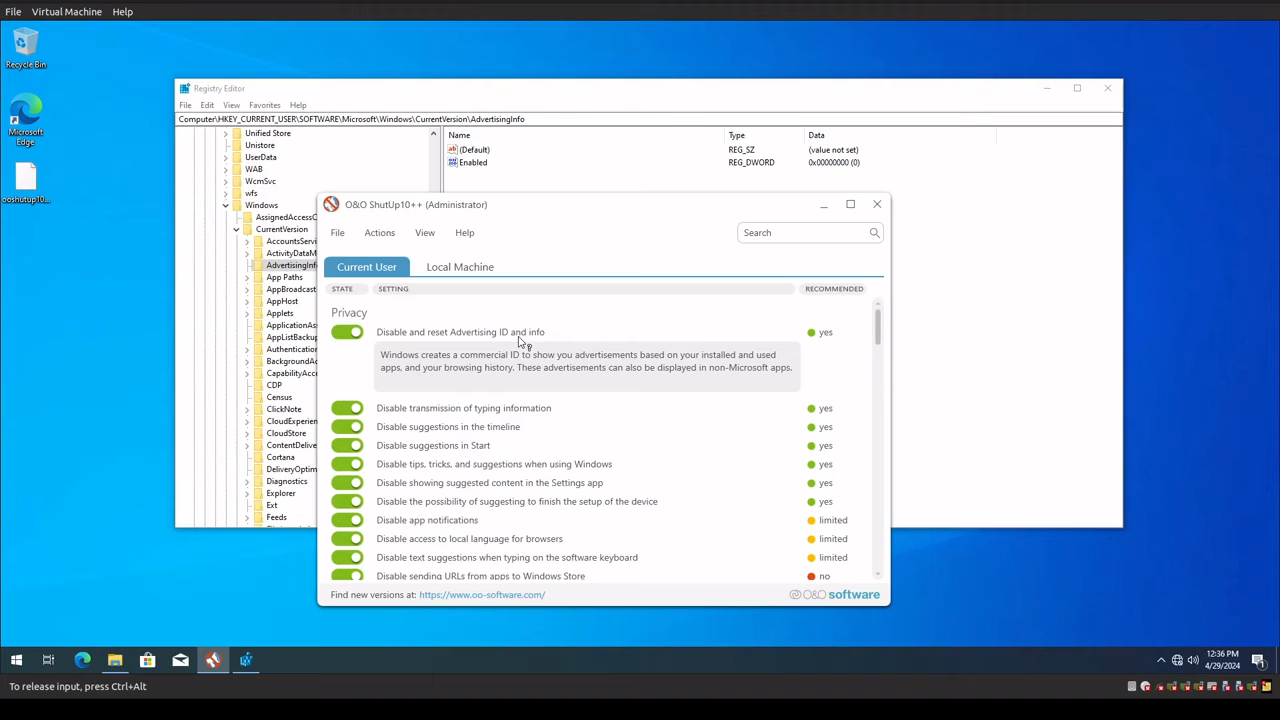 File Virtual Machine Help
Recycle Bin
Microsoft
Edge
ooshutup10...
Registry Editor
File Edit View Favorites Help
Computer\HKEY_CURRENT_USER\SOFTWARE\Microsoft\Windows\CurrentVersion\AdvertisingInfo
Unified Store
Unistore
UserData
WAB
WcmSvc
wfs
Windows
AssignedAccessC
CurrentVersion
AccountsServi
ActivityDataM
AdvertisingInfo
App Paths
AppBroadcast
AppHost
Applets
ApplicationAss
AppListBackup
Authentication
BackgroundAc
CapabilityAcce
CDP
Census
ClickNote
CloudExperien
CloudStore
ContentDelive
Cortana
DeliveryOptim
Diagnostics
Explorer
Ext
Feeds
Name Type Data
(Default) REG_SZ (value not set)
Enabled REG_DWORD 0x00000000 (0)
O&O ShutUp10++ (Administrator)
File Actions View Help Search
Current User Local Machine
STATE SETTING RECOMMENDED
Privacy
Disable and reset Advertising ID and info yes
Windows creates a commercial ID to show you advertisements based on your installed and used
apps, and your browsing history. These advertisements can also be displayed in non-Microsoft apps.
Disable transmission of typing information yes
Disable suggestions in the timeline yes
Disable suggestions in Start yes
Disable tips, tricks, and suggestions when using Windows yes
Disable showing suggested content in the Settings app yes
Disable the possibility of suggesting to finish the setup of the device yes
Disable app notifications limited
Disable access to local language for browsers limited
Disable text suggestions when typing on the software keyboard limited
Disable sending URLs from apps to Windows Store no
Find new versions at: https://www.oo-software.com/ O&O software
12:36 PM
4/29/2024
1
To release input, press Ctrl+Alt